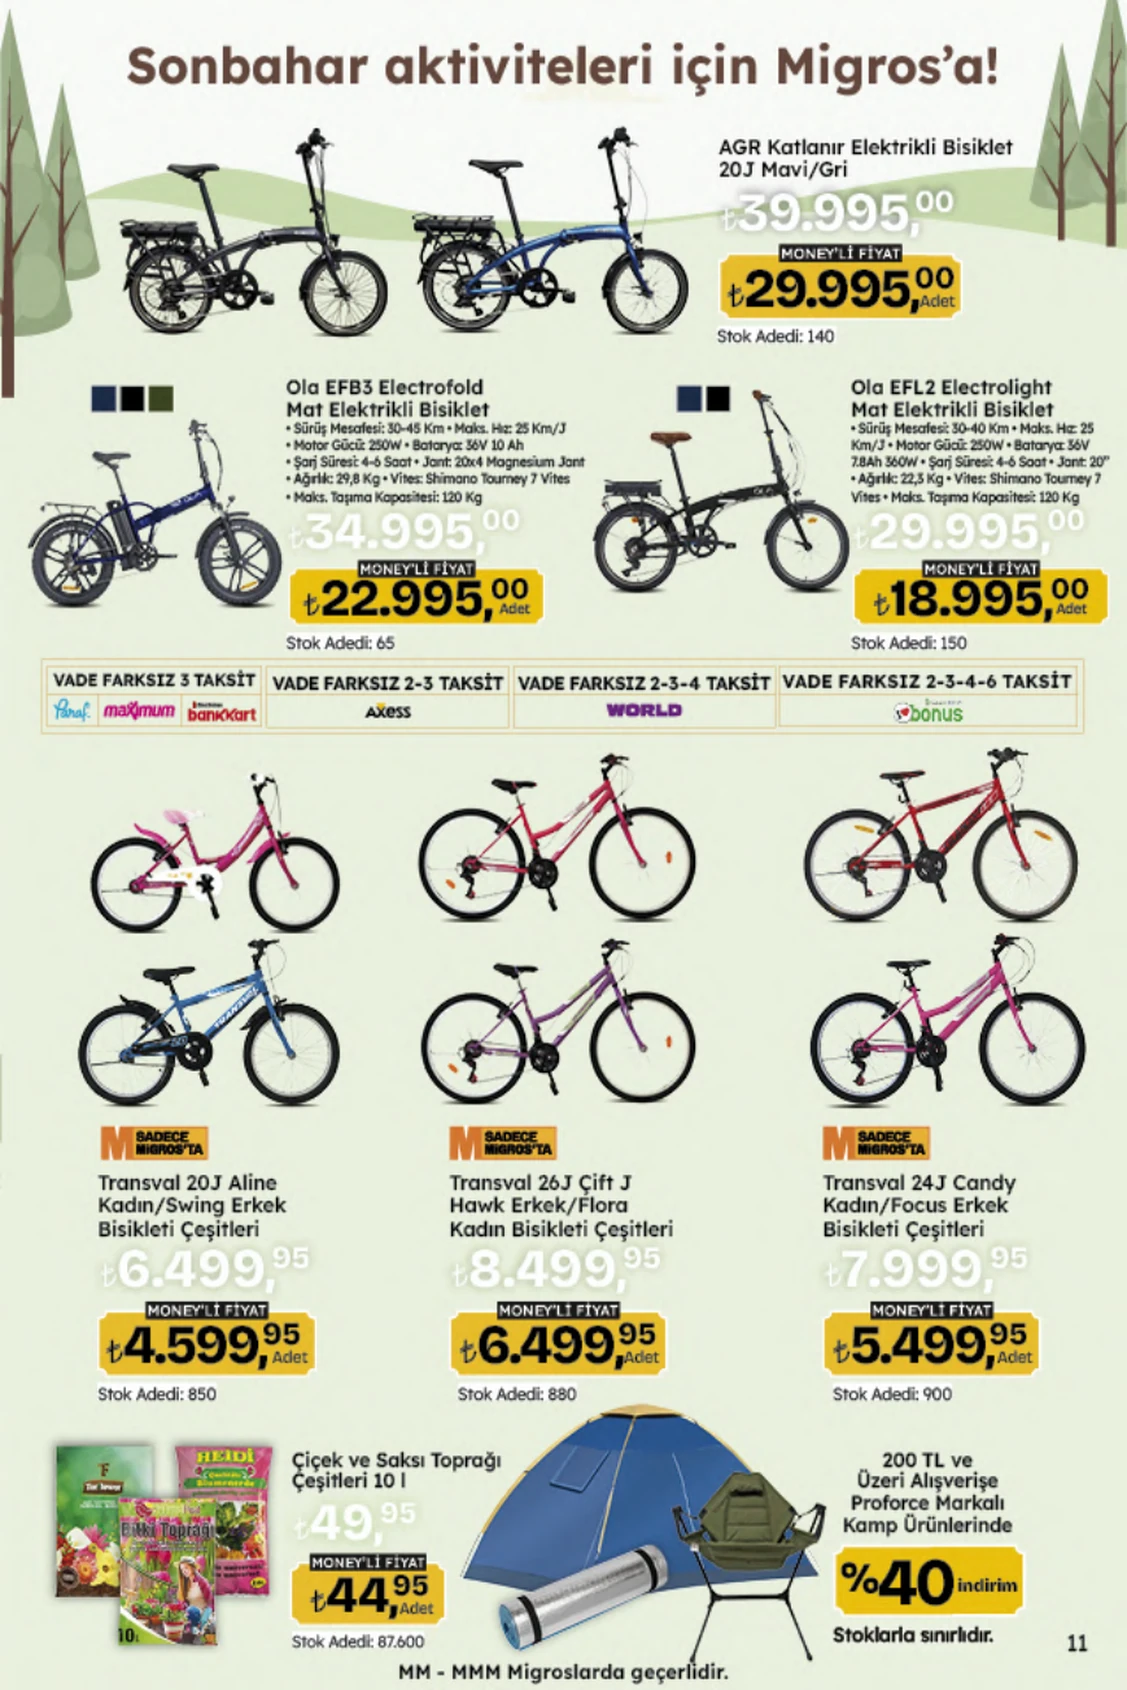 Sonbahar aktiviteleri için Migros'a!
AGR Katlanır Elektrikli Bisiklet
20J Mavi/Gri
₺39.995,00
MONEY'Lİ FİYAT
₺29.995,00
Adet
Stok Adedi: 140
Ola EFB3 Electrofold
Mat Elektrikli Bisiklet
• Sürüş Mesafesi: 30-45 Km • Maks. Hız: 25 Km/J
• Motor Gücü: 250W • Batarya: 36V 10 Ah
• Şarj Süresi: 4-6 Saat • Jant: 20x4 Magnesium Jant
• Ağırlık: 29,8 Kg • Vites: Shimano Tourney 7 Vites
• Maks. Taşıma Kapasitesi: 120 Kg
₺34.995,00
MONEY'Lİ FİYAT
₺22.995,00
Adet
Stok Adedi: 65
Ola EFL2 Electrolight
Mat Elektrikli Bisiklet
• Sürüş Mesafesi: 30-40 Km • Maks. Hız: 25
Km/J • Motor Gücü: 250W • Batarya: 36V
7.8Ah 360W • Şarj Süresi: 4-6 Saat • Jant: 20"
• Ağırlık: 22,3 Kg • Vites: Shimano Tourney 7
Vites • Maks. Taşıma Kapasitesi: 120 Kg
₺29.995,00
MONEY'Lİ FİYAT
₺18.995,00
Adet
Stok Adedi: 150
VADE FARKSIZ 3 TAKSİT
Paraf maximum bankkart
VADE FARKSIZ 2-3 TAKSİT
axess
VADE FARKSIZ 2-3-4 TAKSİT
WORLD
VADE FARKSIZ 2-3-4-6 TAKSİT
bonus
TRANSVAL
M SADECE
MİGROS'TA
Transval 20J Aline
Kadın/Swing Erkek
Bisikleti Çeşitleri
₺6.499,95
MONEY'Lİ FİYAT
₺4.599,95
Adet
Stok Adedi: 850
M SADECE
MİGROS'TA
Transval 26J Çift J
Hawk Erkek/Flora
Kadın Bisikleti Çeşitleri
₺8.499,95
MONEY'Lİ FİYAT
₺6.499,95
Adet
Stok Adedi: 880
M SADECE
MİGROS'TA
Transval 24J Candy
Kadın/Focus Erkek
Bisikleti Çeşitleri
₺7.999,95
MONEY'Lİ FİYAT
₺5.499,95
Adet
Stok Adedi: 900
HEIDI
Bitki Toprağı
10L
Çiçek ve Saksı Toprağı
Çeşitleri 10 l
₺49,95
MONEY'Lİ FİYAT
₺44,95
Adet
Stok Adedi: 87.600
200 TL ve
Üzeri Alışverişe
Proforce Markalı
Kamp Ürünlerinde
%40 indirim
Stoklarla sınırlıdır.
MM - MMM Migroslarda geçerlidir.
11